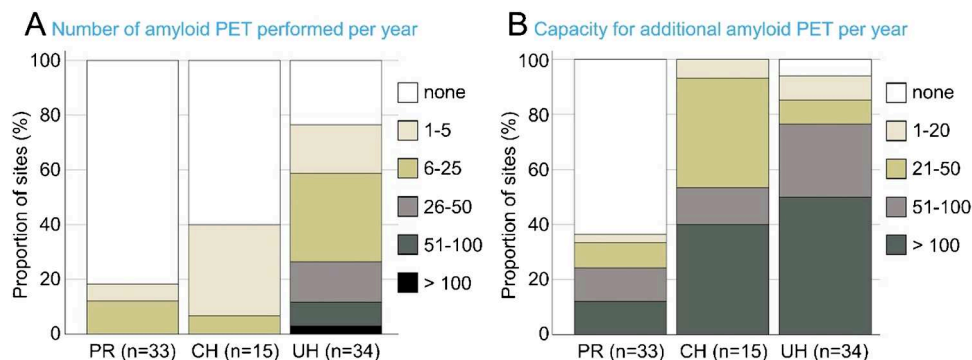 A Number of amyloid PET performed per year
Proportion of sites (%)
100
80
60
40
20
0
PR (n=33) CH (n=15) UH (n=34)
none
1-5
6-25
26-50
51-100
> 100
B Capacity for additional amyloid PET per year
Proportion of sites (%)
100
80
60
40
20
0
PR (n=33) CH (n=15) UH (n=34)
none
1-20
21-50
51-100
> 100